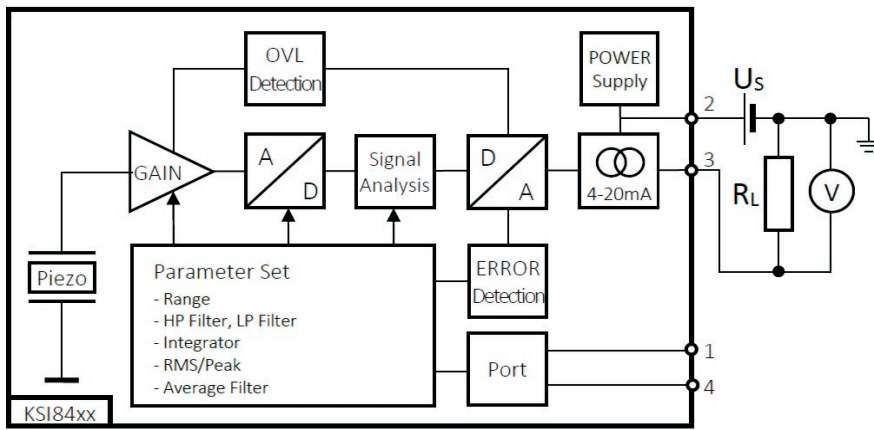 OVL
Detection
POWER
Supply
US
2
GAIN
A
D
Signal
Analysis
D
A
4-20mA
3
RL
V
Piezo
Parameter Set
- Range
- HP Filter, LP Filter
- Integrator
- RMS/Peak
- Average Filter
ERROR
Detection
Port
1
4
KSI84xx